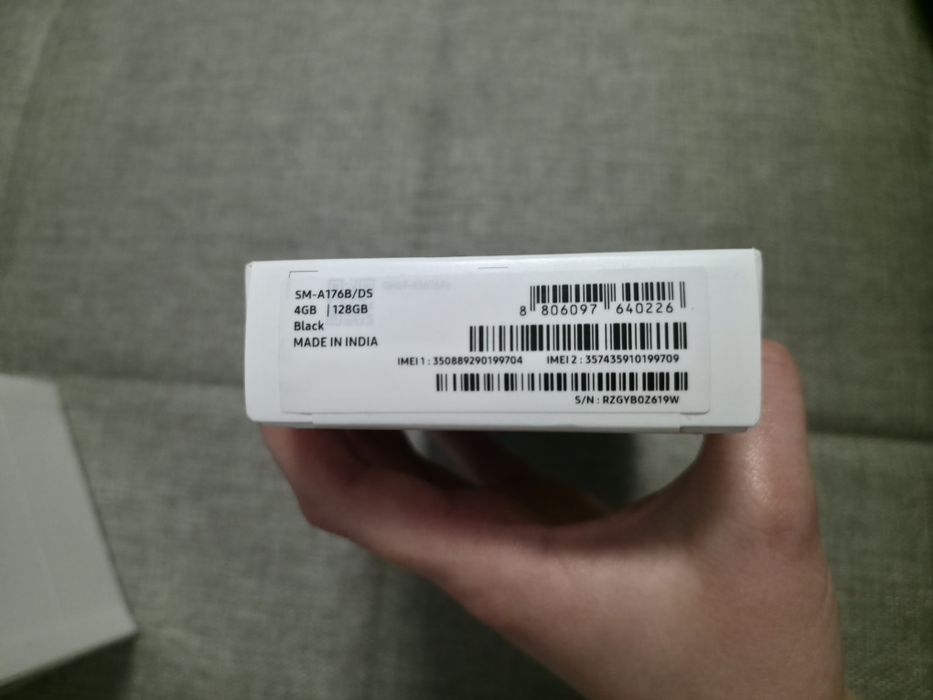 SM-A176B/DS
4GB | 128GB
Black
MADE IN INDIA
8 806097 640226
IMEI 1 : 350889290199704 IMEI 2 : 357435910199709
S/N : RZGYB0Z619W